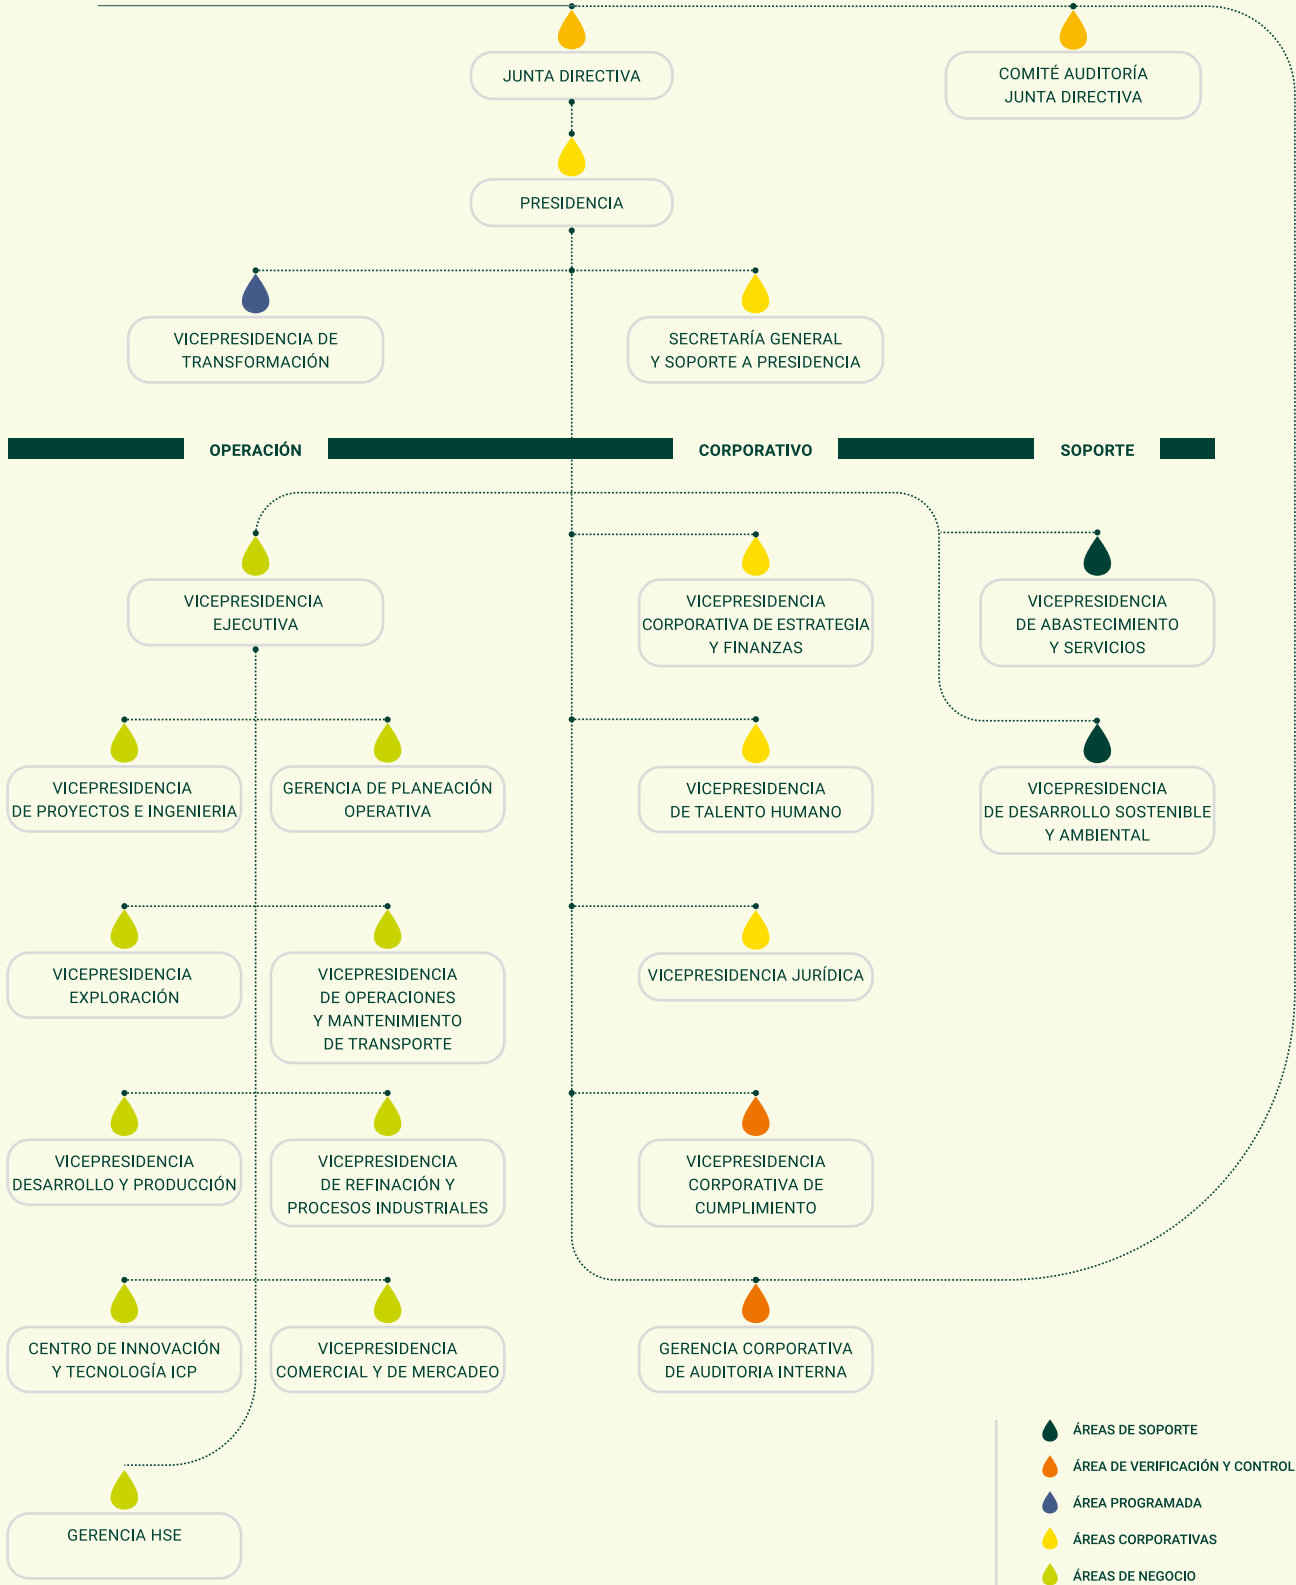 JUNTA DIRECTIVA
COMITÉ AUDITORÍA
JUNTA DIRECTIVA
PRESIDENCIA
VICEPRESIDENCIA DE
TRANSFORMACIÓN
SECRETARÍA GENERAL
Y SOPORTE A PRESIDENCIA
OPERACIÓN
CORPORATIVO
SOPORTE
VICEPRESIDENCIA
EJECUTIVA
VICEPRESIDENCIA
CORPORATIVA DE ESTRATEGIA
Y FINANZAS
VICEPRESIDENCIA
DE ABASTECIMIENTO
Y SERVICIOS
VICEPRESIDENCIA
DE PROYECTOS E INGENIERIA
GERENCIA DE PLANEACIÓN
OPERATIVA
VICEPRESIDENCIA
DE TALENTO HUMANO
VICEPRESIDENCIA
DE DESARROLLO SOSTENIBLE
Y AMBIENTAL
VICEPRESIDENCIA
EXPLORACIÓN
VICEPRESIDENCIA
DE OPERACIONES
Y MANTENIMIENTO
DE TRANSPORTE
VICEPRESIDENCIA JURÍDICA
VICEPRESIDENCIA
DESARROLLO Y PRODUCCIÓN
VICEPRESIDENCIA
DE REFINACIÓN Y
PROCESOS INDUSTRIALES
VICEPRESIDENCIA
CORPORATIVA DE
CUMPLIMIENTO
CENTRO DE INNOVACIÓN
Y TECNOLOGÍA ICP
VICEPRESIDENCIA
COMERCIAL Y DE MERCADEO
GERENCIA CORPORATIVA
DE AUDITORIA INTERNA
GERENCIA HSE
ÁREAS DE SOPORTE
ÁREA DE VERIFICACIÓN Y CONTROL
ÁREA PROGRAMADA
ÁREAS CORPORATIVAS
ÁREAS DE NEGOCIO